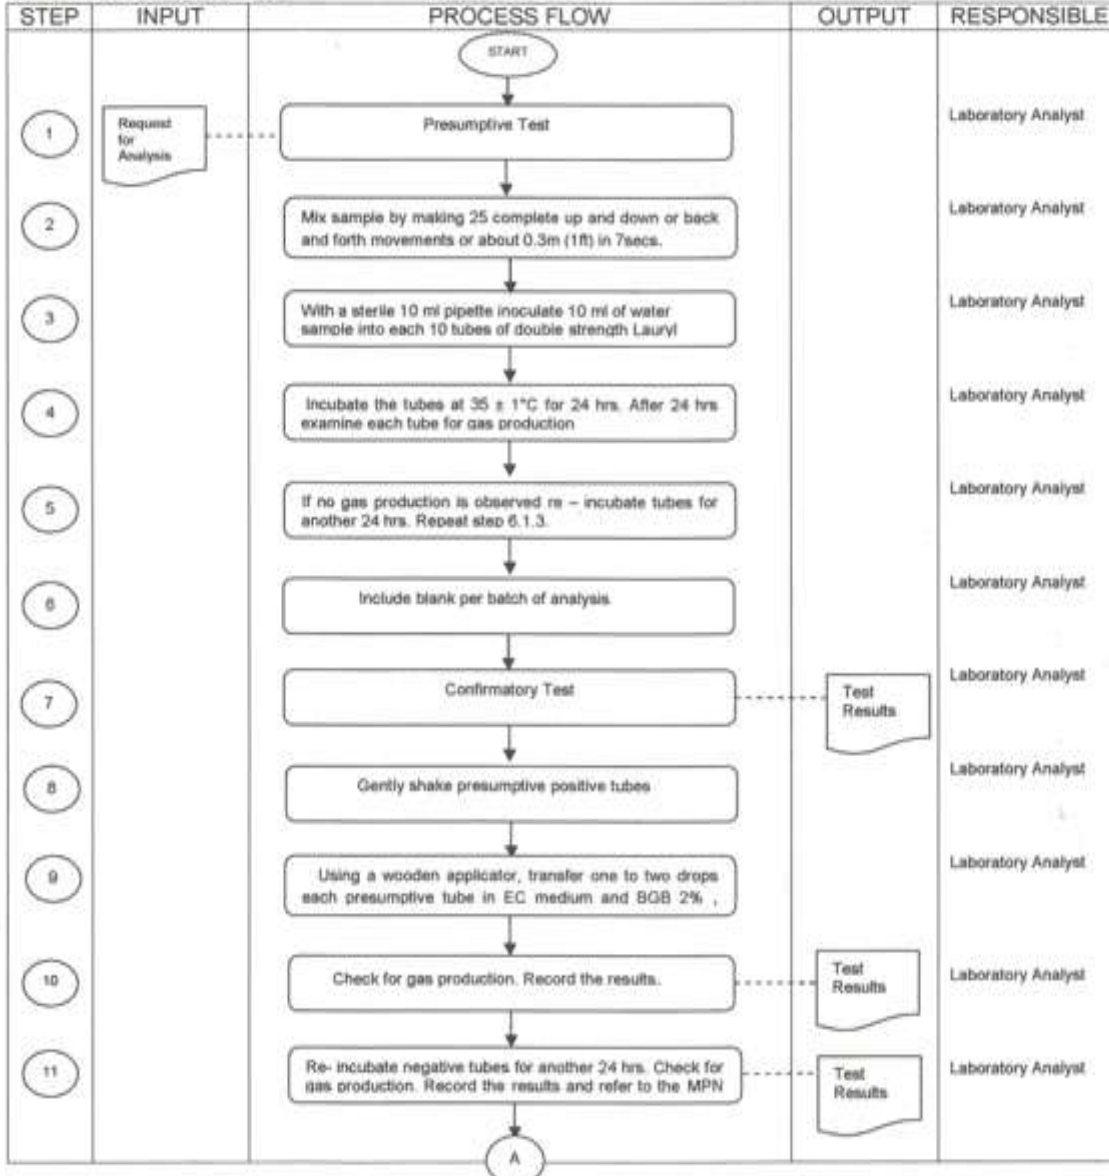 STEP INPUT PROCESS FLOW OUTPUT RESPONSIBLE
START
1
Request
for
Analysis
Presumptive Test
Laboratory Analyst
2
Mix sample by making 25 complete up and down or back
and forth movements or about 0.3m (1ft) in 7secs.
Laboratory Analyst
3
With a sterile 10 ml pipette inoculate 10 ml of water
sample into each 10 tubes of double strength Lauryl
Laboratory Analyst
4
Incubate the tubes at 35 ± 1°C for 24 hrs. After 24 hrs
examine each tube for gas production
Laboratory Analyst
5
If no gas production is observed re – incubate tubes for
another 24 hrs. Repeat step 6.1.3.
Laboratory Analyst
6
Include blank per batch of analysis
Laboratory Analyst
7
Confirmatory Test
Test
Results
Laboratory Analyst
8
Gently shake presumptive positive tubes
Laboratory Analyst
9
Using a wooden applicator, transfer one to two drops
each presumptive tube in EC medium and BGB 2% ,
Laboratory Analyst
10
Check for gas production. Record the results.
Test
Results
Laboratory Analyst
11
Re- incubate negative tubes for another 24 hrs. Check for
gas production. Record the results and refer to the MPN
Test
Results
Laboratory Analyst
A